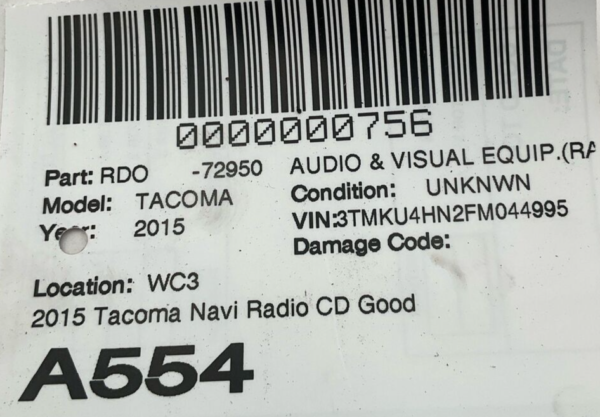 0000000756
Part: RDO -72950 AUDIO & VISUAL EQUIP.(RA
Model: TACOMA Condition: UNKNWN
Year: 2015 VIN:3TMKU4HN2FM044995
Damage Code:
Location: WC3
2015 Tacoma Navi Radio CD Good
A554